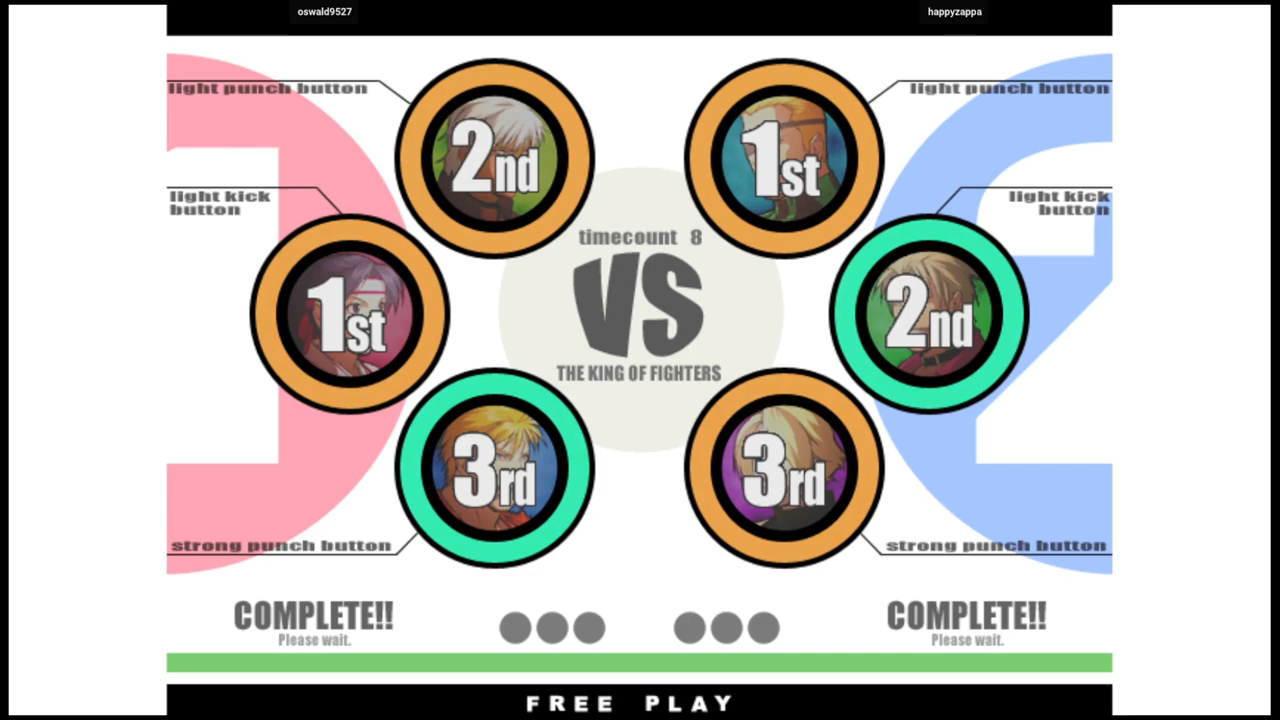 oswald9527
happyzappa
light punch button
light punch button
2nd
1st
light kick
button
light kick
button
timecount 8
1st
VS
2nd
THE KING OF FIGHTERS
3rd
3rd
strong punch button
strong punch button
COMPLETE!!
Please wait.
COMPLETE!!
Please wait.
FREE PLAY